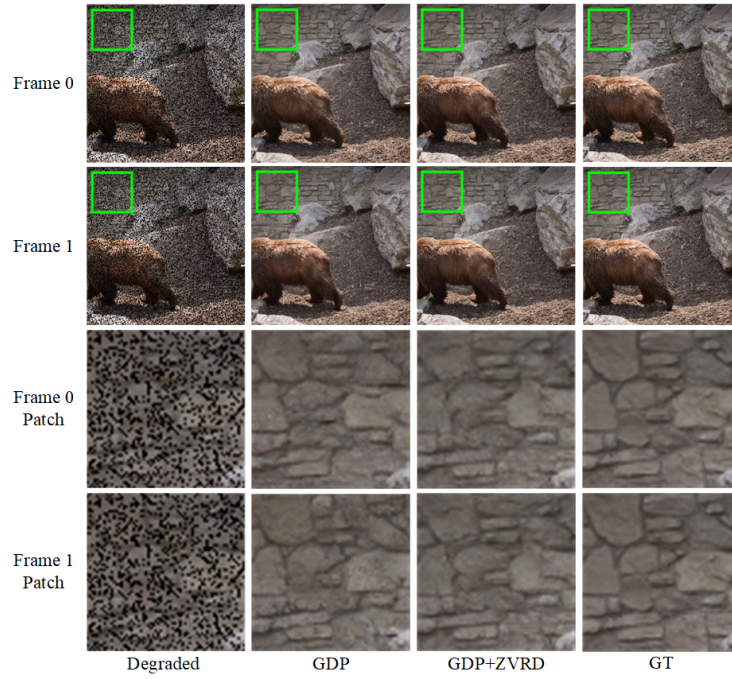 Frame 0
Frame 1
Frame 0
Patch
Frame 1
Patch
Degraded
GDP
GDP+ZVRD
GT